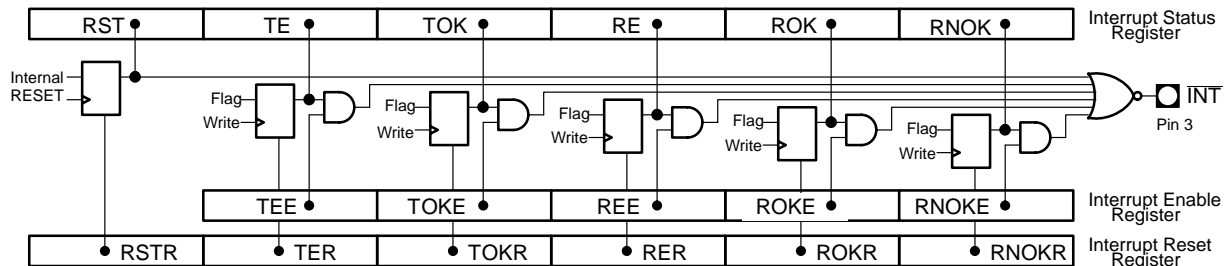 RST TE TOK RE ROK RNOK Interrupt Status
Register
Internal
RESET
Flag
Write
Flag
Write
Flag
Write
Flag
Write
Flag
Write
INT
Pin 3
TEE TOKE REE ROKE RNOKE Interrupt Enable
Register
RSTR TER TOKR RER ROKR RNOKR Interrupt Reset
Register